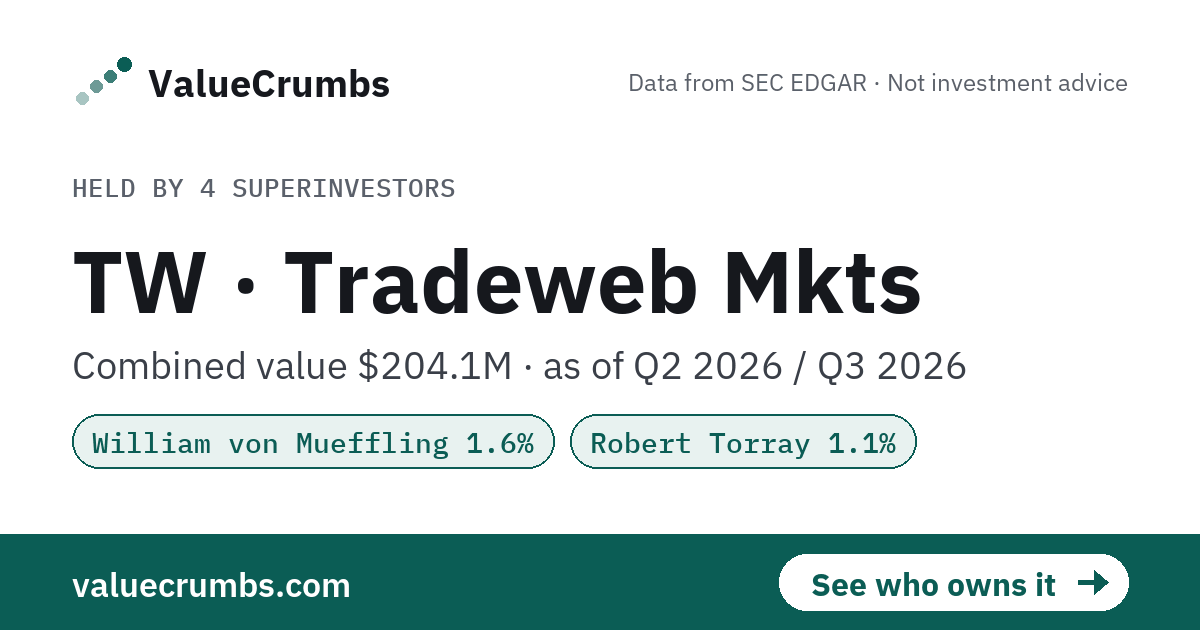 ValueCrumbs
Data from SEC EDGAR · Not investment advice
HELD BY 4 SUPERINVESTORS
TW · Tradeweb Mkts
Combined value $204.1M · as of Q2 2026 / Q3 2026
William von Mueffling 1.6%
Robert Torray 1.1%
valuecrumbs.com
See who owns it →